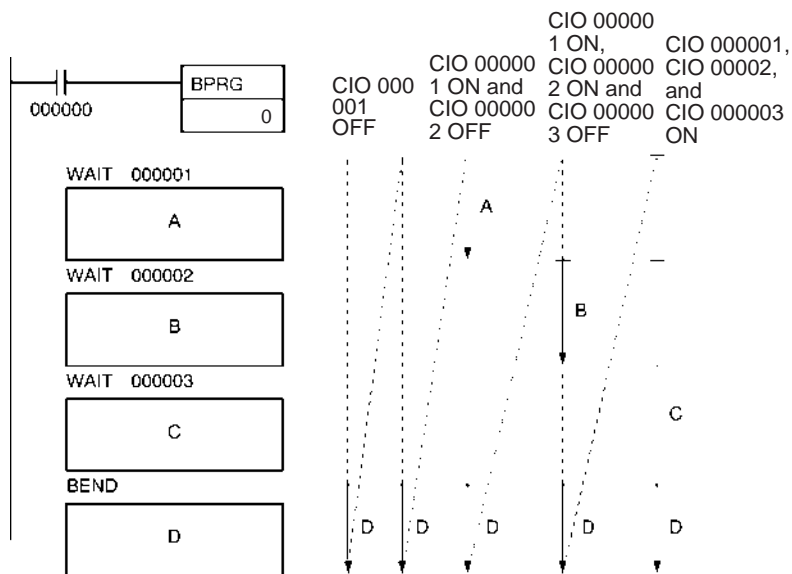 CIO 000
001
OFF
CIO 00000
1 ON and
CIO 00000
2 OFF
CIO 00000
1 ON,
CIO 00000
2 ON and
CIO 00000
3 OFF
CIO 000001,
CIO 00002,
and
CIO 000003
ON
BPRG
0
000000
WAIT 000001
A
A
WAIT 000002
B
B
WAIT 000003
C
C
BEND
D
D
D
D
D
D